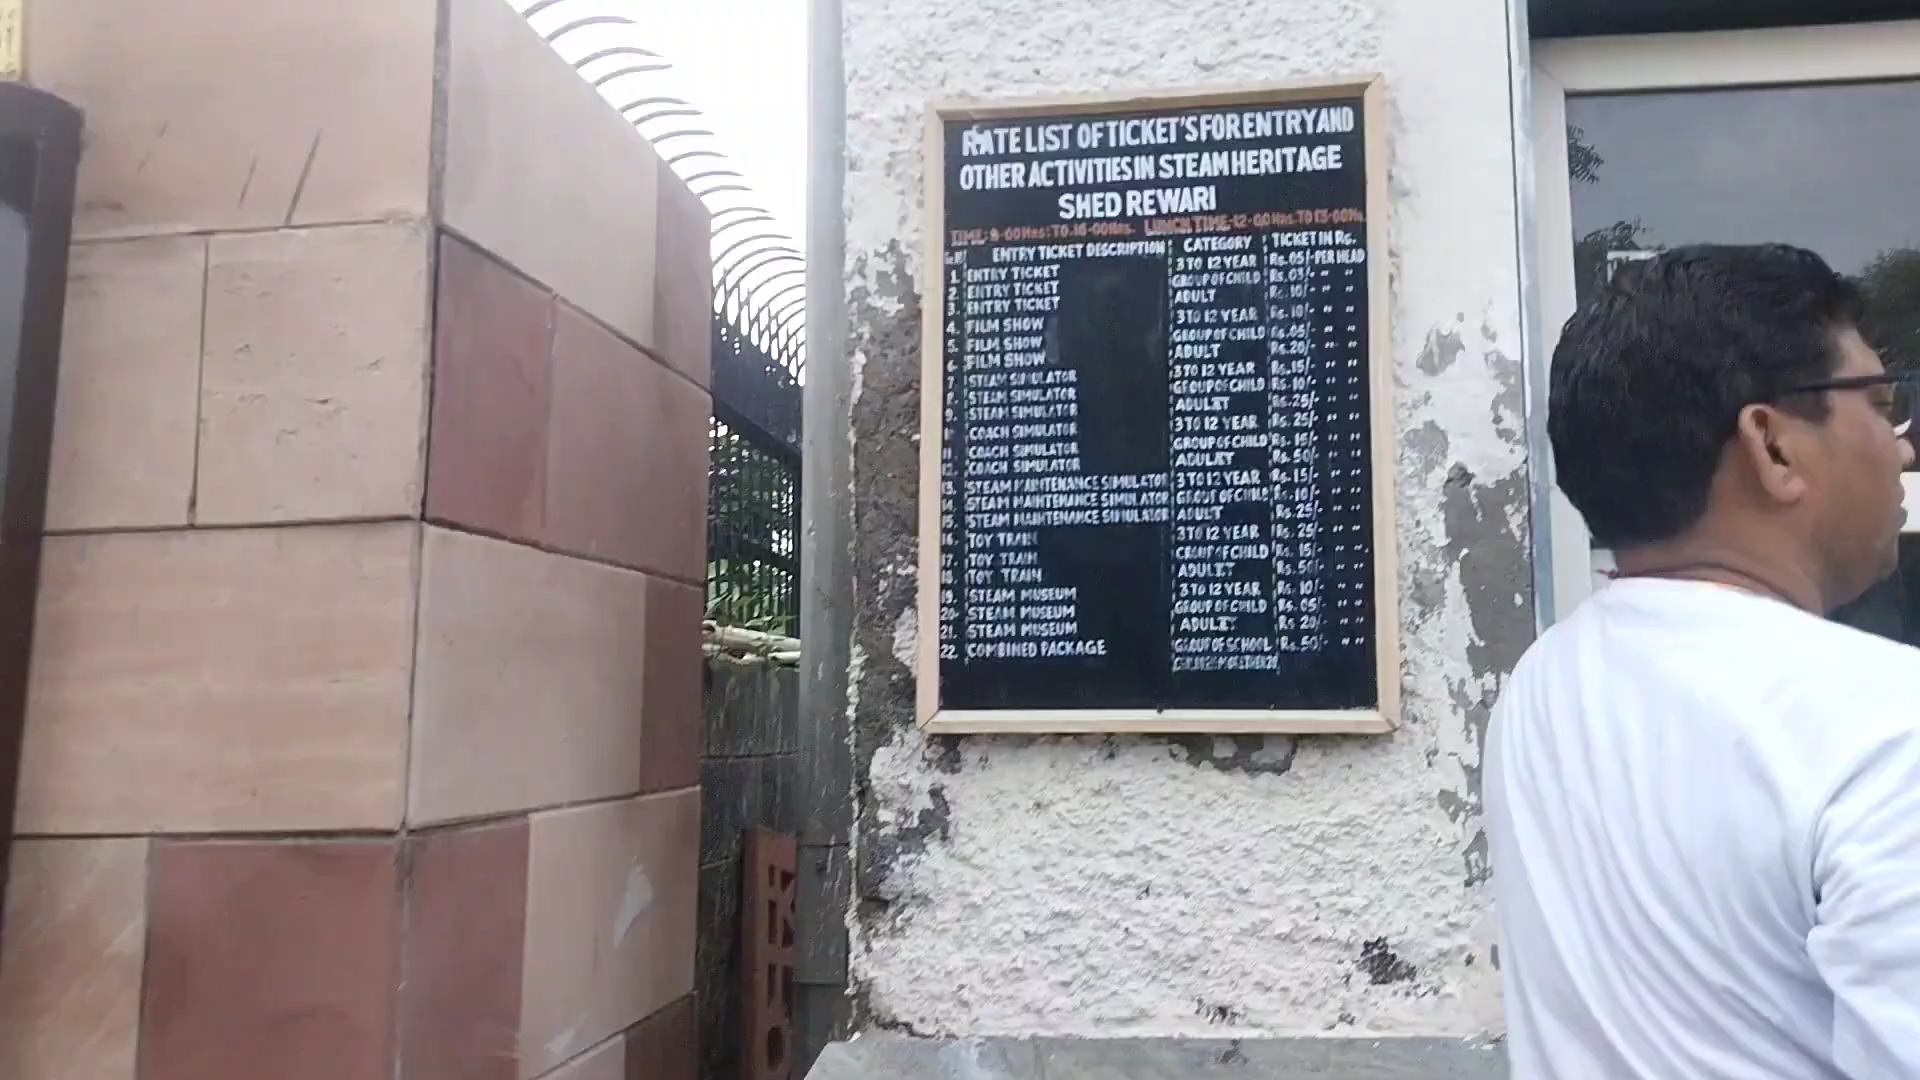 RATE LIST OF TICKET'S FOR ENTRY AND
OTHER ACTIVITIES IN STEAM HERITAGE
SHED REWARI
TIME: 9-00 Hrs: TO.16-00Hrs. LUNCH TIME-12-00 Hrs. TO 13-00Hrs.
ENTRY TICKET DESCRIPTION CATEGORY TICKET IN Rs.
1. ENTRY TICKET 3 TO 12 YEAR Rs.05/- PER HEAD
2. ENTRY TICKET GROUP OF CHILD Rs.03/- " "
3. ENTRY TICKET ADULT Rs.10/- " "
4. FILM SHOW 3 TO 12 YEAR Rs.10/- " "
5. FILM SHOW GROUP OF CHILD Rs.05/- " "
6. FILM SHOW ADULT Rs.20/- " "
7. STEAM SIMULATOR 3 TO 12 YEAR Rs.15/- " "
8. STEAM SIMULATOR GROUP OF CHILD Rs.10/- " "
9. STEAM SIMULATOR ADULET Rs.25/- " "
10. COACH SIMULATOR 3 TO 12 YEAR Rs.25/- " "
11. COACH SIMULATOR GROUP OF CHILD Rs.15/- " "
12. COACH SIMULATOR ADULET Rs.50/- " "
13. STEAM MAINTENANCE SIMULATOR 3 TO 12 YEAR Rs.15/- " "
14. STEAM MAINTENANCE SIMULATOR GROUP OF CHILD Rs.10/- " "
15. STEAM MAINTENANCE SIMULATOR ADULT Rs.25/- " "
16. TOY TRAIN 3 TO 12 YEAR Rs.25/- " "
17. TOY TRAIN GROUP OF CHILD Rs.15/- " "
18. TOY TRAIN ADULET Rs.50/- " "
19. STEAM MUSEUM 3 TO 12 YEAR Rs.10/- " "
20. STEAM MUSEUM GROUP OF CHILD Rs.05/- " "
21. STEAM MUSEUM ADULET Rs 20/- " "
22. COMBINED PACKAGE GROUP OF SCHOOL Rs.50/- " "